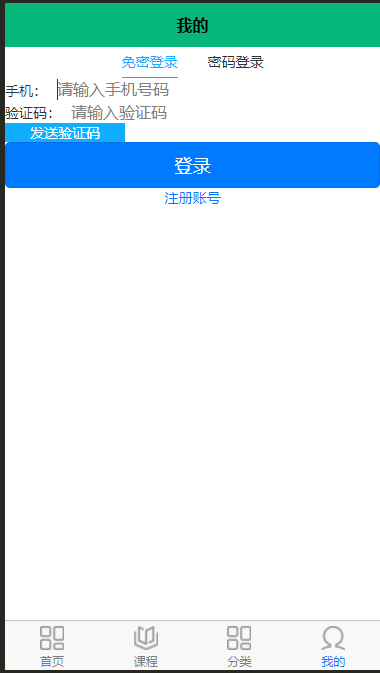 我的
免密登录 密码登录
手机： 请输入手机号码
验证码： 请输入验证码
发送验证码
登录
注册账号
首页 课程 分类 我的